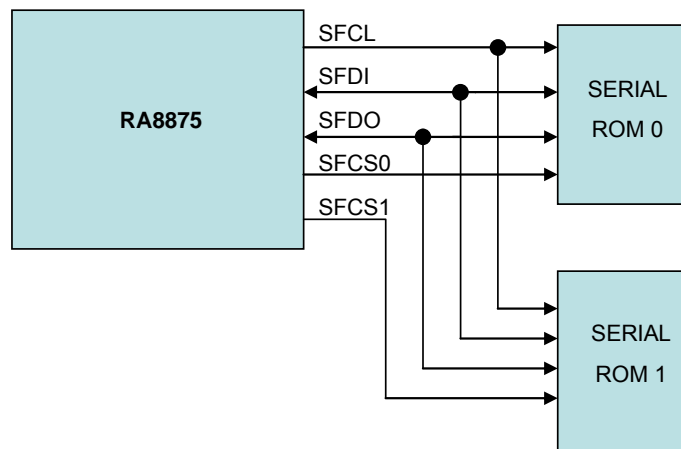 SFCL
SFDI
SFDO
SFCS0
SFCS1
RA8875
SERIAL
ROM 0
SERIAL
ROM 1